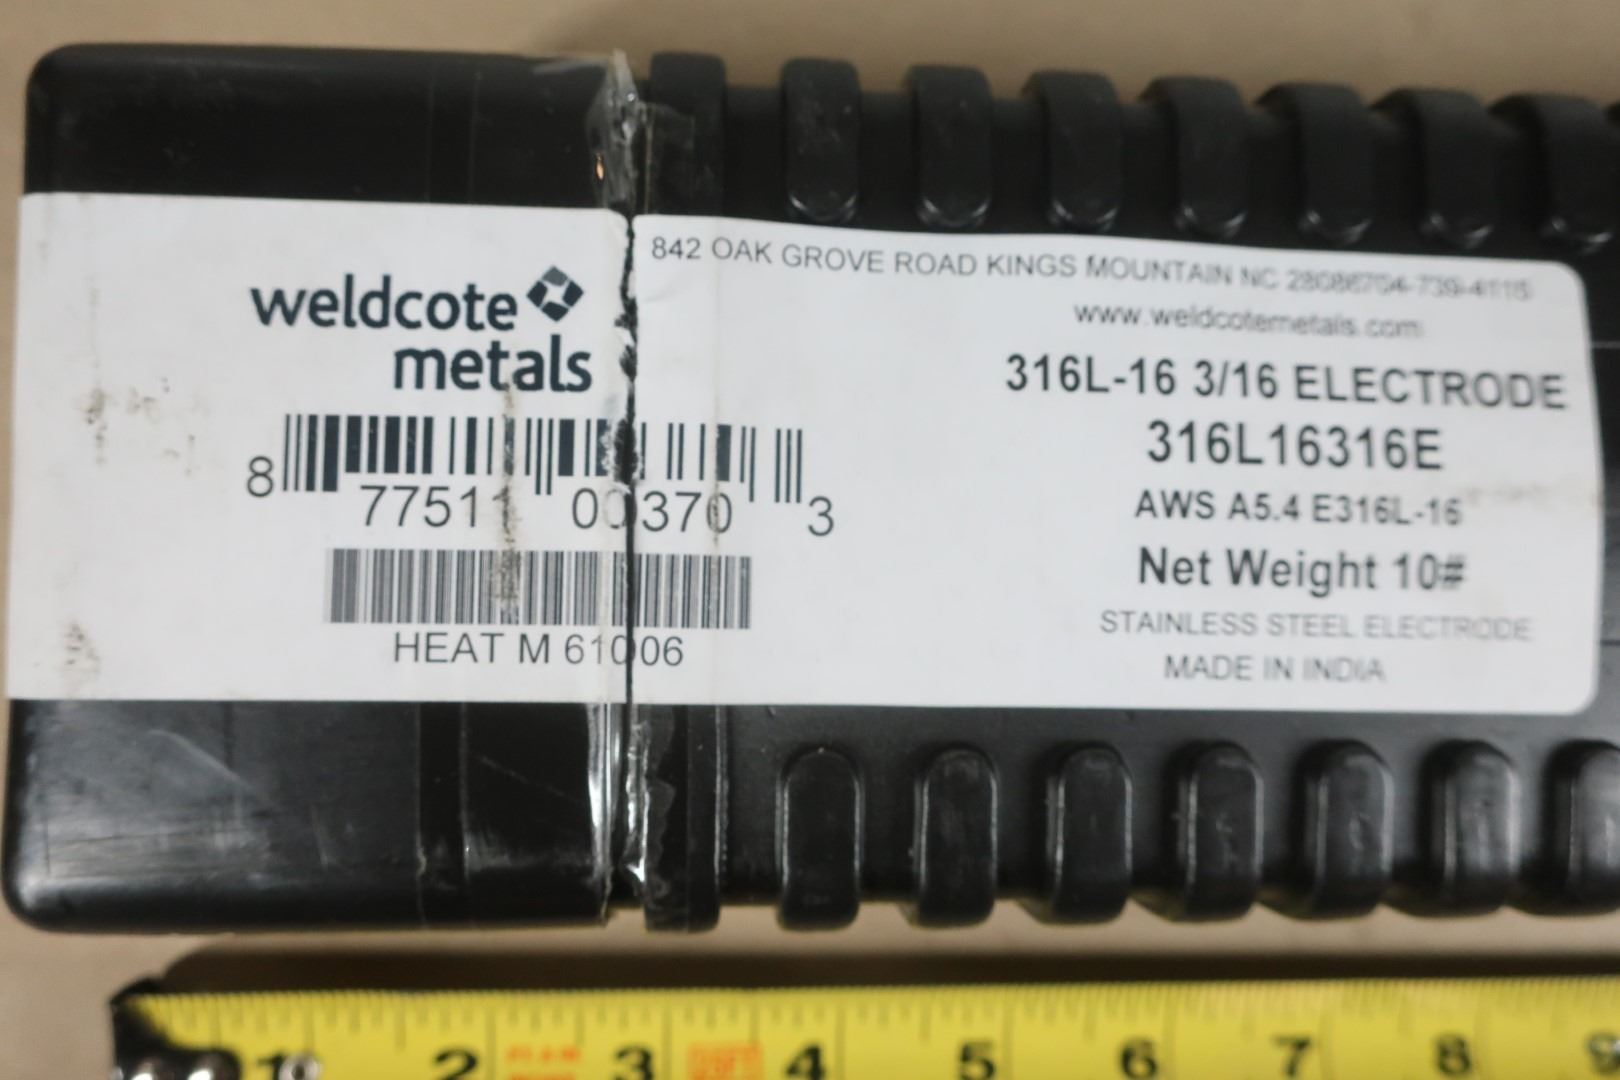 weldcote
metals
8 77511 00370 3
HEAT M 61006
842 OAK GROVE ROAD KINGS MOUNTAIN NC 28086704-739-4115
www.weldcotemetals.com
316L-16 3/16 ELECTRODE
316L16316E
AWS A5.4 E316L-16
Net Weight 10#
STAINLESS STEEL ELECTRODE
MADE IN INDIA
1 2 3 4 5 6 7 8 9